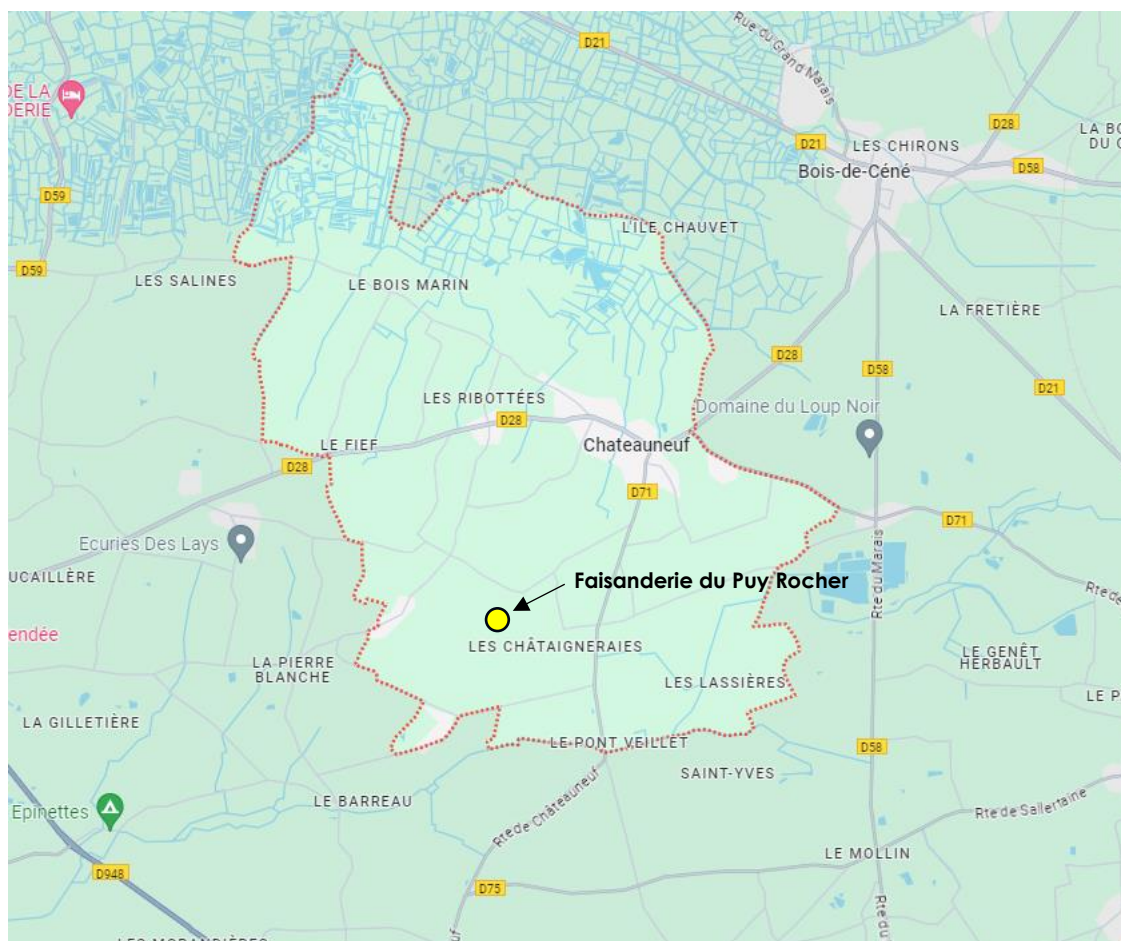 D21
Rue du Grand Marais
DE LA
DERIE
D28
D21
LES CHIRONS
LA BO
DU C
D58
Bois-de-Céné
D59
L'ILE CHAUVET
D59
LES SALINES
LE BOIS MARIN
LA FRETIÈRE
D28
D58
D21
LES RIBOTTÉES
Domaine du Loup Noir
D28
LE FIEF
Chateauneuf
D28
D71
D71
Ecuries Des Lays
Rte du Marais
UCAILLÈRE
Faisanderie du Puy Rocher
Rte de
endée
LES CHÂTAIGNERAIES
LE GENÊT
HERBAULT
LA PIERRE
BLANCHE
LES LASSIÈRES
LE P
LA GILLETIÈRE
LE PONT VEILLET
D58
SAINT-YVES
Epinettes
LE BARREAU
Rte de Châteauneuf
Rte de Sallertaine
LE MOLLIN
D948
D75
Rte du
uf
LES MORANDIÈRES